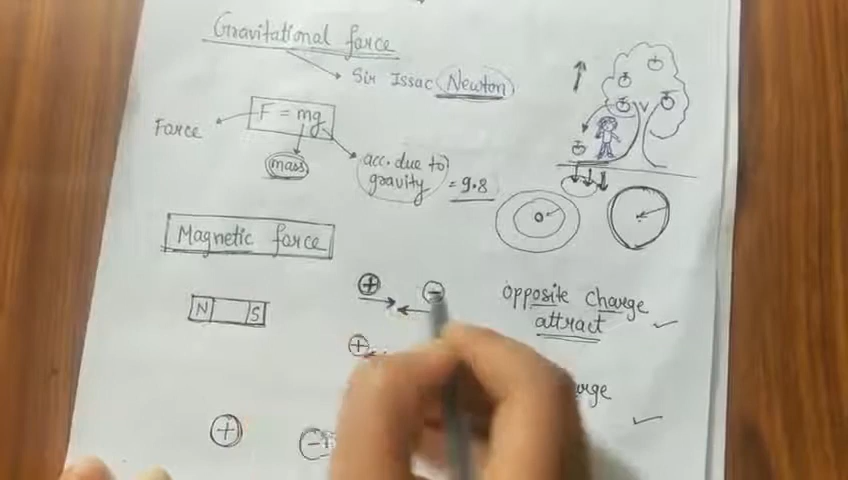 Gravitational force
Sir Issac Newton
F = mg
Force
mass
acc. due to
gravity = 9.8
Magnetic force
N S
+ -
opposite charge
attract
+
+ -